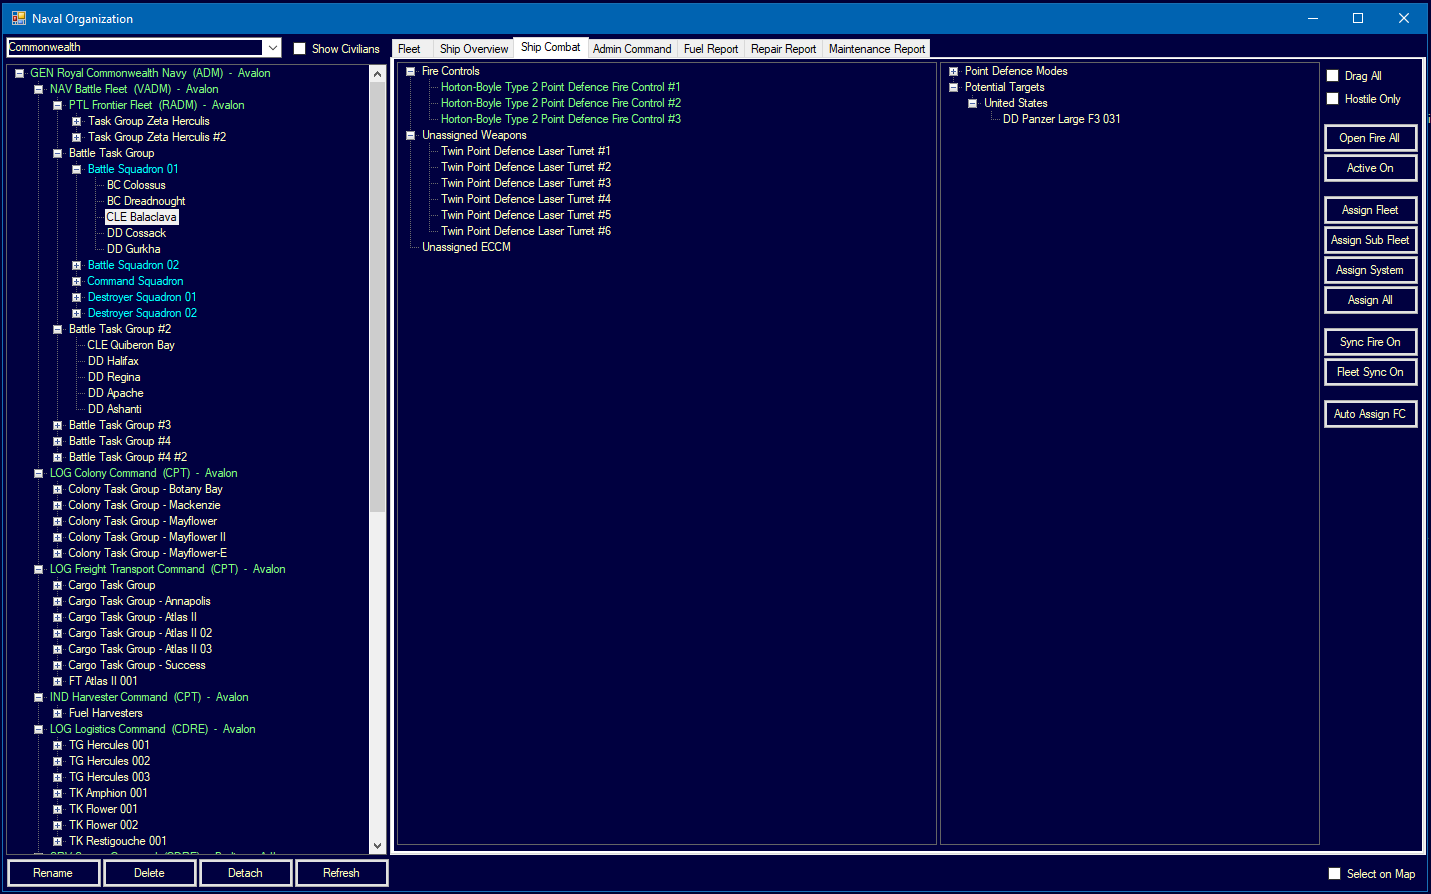 Naval Organization
Commonwealth
Show Civilians
Fleet
Ship Overview
Ship Combat
Admin Command
Fuel Report
Repair Report
Maintenance Report
GEN Royal Commonwealth Navy (ADM) - Avalon
NAV Battle Fleet (VADM) - Avalon
PTL Frontier Fleet (RADM) - Avalon
Task Group Zeta Herculis
Task Group Zeta Herculis #2
Battle Task Group
Battle Squadron 01
BC Colossus
BC Dreadnought
CLE Balaclava
DD Cossack
DD Gurkha
Battle Squadron 02
Command Squadron
Destroyer Squadron 01
Destroyer Squadron 02
Battle Task Group #2
CLE Quiberon Bay
DD Halifax
DD Regina
DD Apache
DD Ashanti
Battle Task Group #3
Battle Task Group #4
Battle Task Group #4 #2
LOG Colony Command (CPT) - Avalon
Colony Task Group - Botany Bay
Colony Task Group - Mackenzie
Colony Task Group - Mayflower
Colony Task Group - Mayflower II
Colony Task Group - Mayflower-E
LOG Freight Transport Command (CPT) - Avalon
Cargo Task Group
Cargo Task Group - Annapolis
Cargo Task Group - Atlas II
Cargo Task Group - Atlas II 02
Cargo Task Group - Atlas II 03
Cargo Task Group - Success
FT Atlas II 001
IND Harvester Command (CPT) - Avalon
Fuel Harvesters
LOG Logistics Command (CDRE) - Avalon
TG Hercules 001
TG Hercules 002
TG Hercules 003
TK Amphion 001
TK Flower 001
TK Flower 002
TK Restigouche 001
Fire Controls
Horton-Boyle Type 2 Point Defence Fire Control #1
Horton-Boyle Type 2 Point Defence Fire Control #2
Horton-Boyle Type 2 Point Defence Fire Control #3
Unassigned Weapons
Twin Point Defence Laser Turret #1
Twin Point Defence Laser Turret #2
Twin Point Defence Laser Turret #3
Twin Point Defence Laser Turret #4
Twin Point Defence Laser Turret #5
Twin Point Defence Laser Turret #6
Unassigned ECCM
Point Defence Modes
Potential Targets
United States
DD Panzer Large F3 031
Drag All
Hostile Only
Open Fire All
Active On
Assign Fleet
Assign Sub Fleet
Assign System
Assign All
Sync Fire On
Fleet Sync On
Auto Assign FC
Rename
Delete
Detach
Refresh
Select on Map